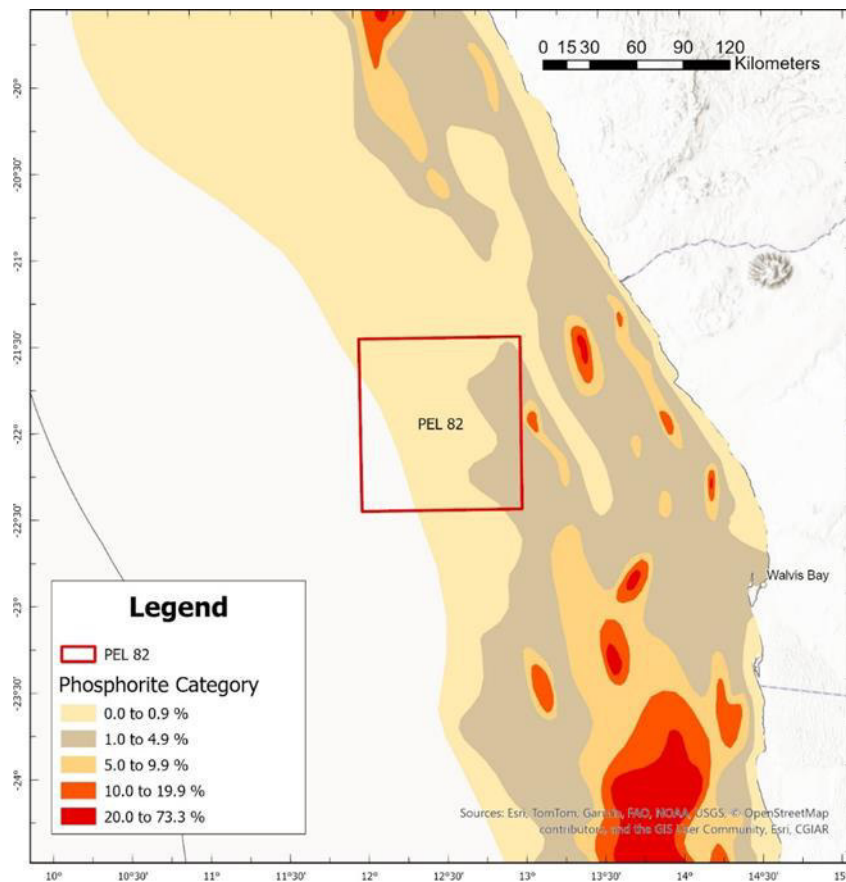 0 15 30 60 90 120
Kilometers
-20°
-20°30'
-21°
-21°30'
-22°
-22°30'
-23°
-23°30'
-24°
PEL 82
Walvis Bay
Legend
PEL 82
Phosphorite Category
0.0 to 0.9 %
1.0 to 4.9 %
5.0 to 9.9 %
10.0 to 19.9 %
20.0 to 73.3 %
Sources: Esri, TomTom, Garmin, FAO, NOAA, USGS, © OpenStreetMap
contributors, and the GIS User Community, Esri, CGIAR
10° 10°30' 11° 11°30' 12° 12°30' 13° 13°30' 14° 14°30' 15